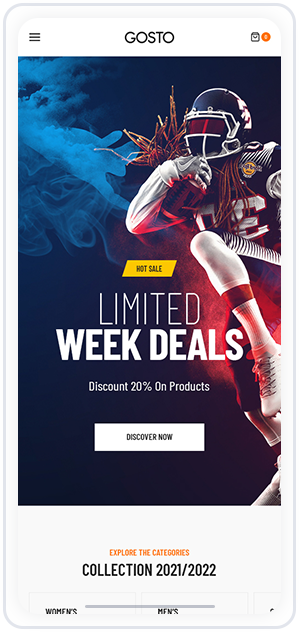 GOSTO
0
HOT SALE
LIMITED
WEEK DEALS
Discount 20% On Products
DISCOVER NOW
EXPLORE THE CATEGORIES
COLLECTION 2021/2022
WOMEN'S MEN'S